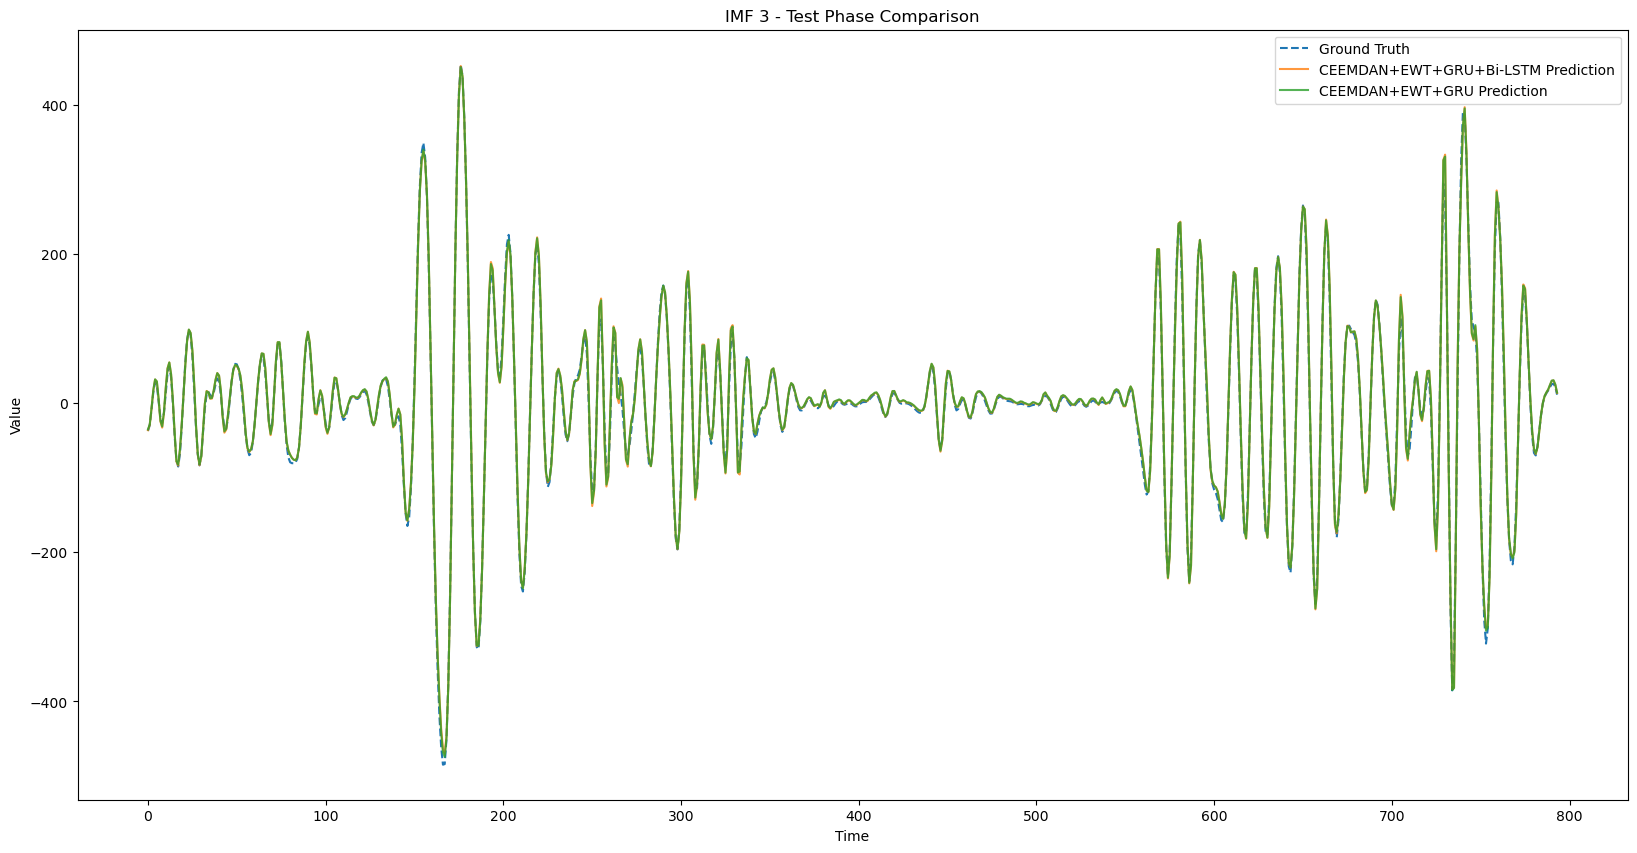 IMF 3 - Test Phase Comparison
Ground Truth
CEEMDAN+EWT+GRU+Bi-LSTM Prediction
CEEMDAN+EWT+GRU Prediction
400
200
0
−200
−400
Value
0 100 200 300 400 500 600 700 800
Time